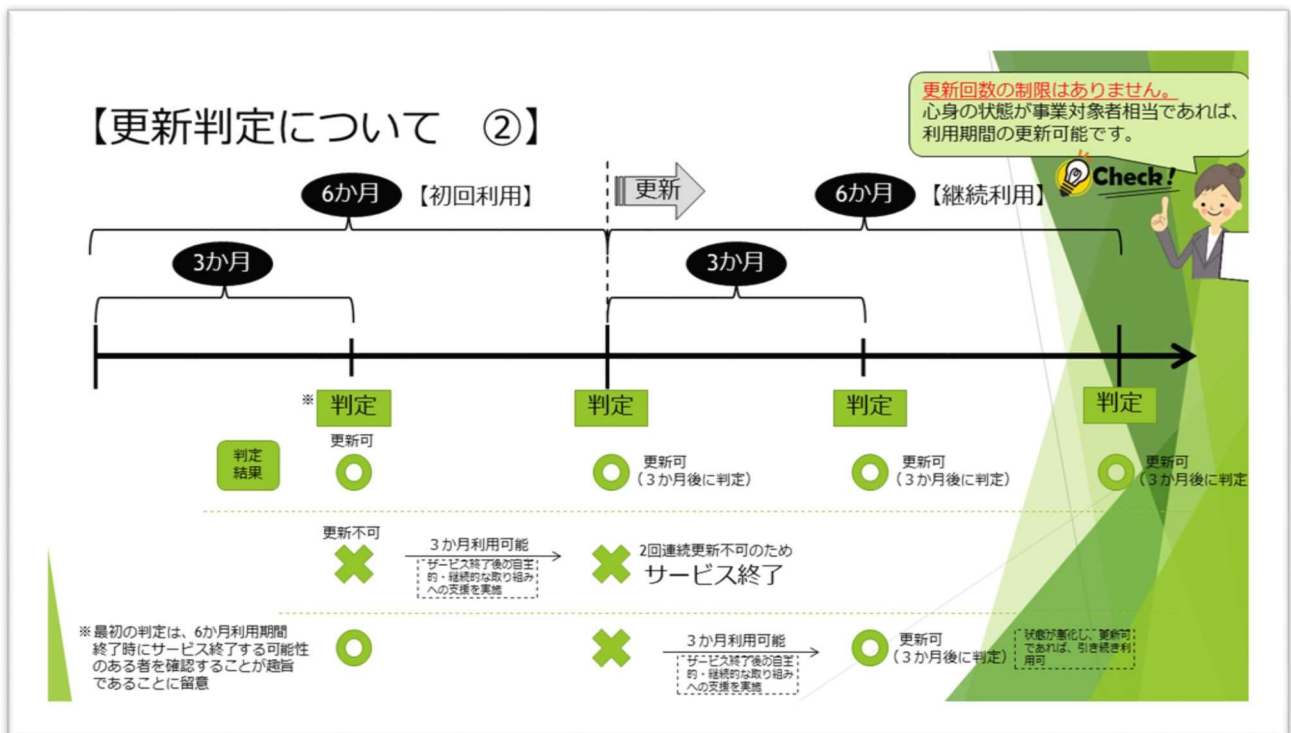 更新回数の制限はありません。
心身の状態が事業対象者相当であれば、
利用期間の更新可能です。
【更新判定について ②】
Check!
6か月 【初回利用】
更新
6か月 【継続利用】
3か月
3か月
※ 判定
判定
判定
判定
判定
結果
更新可
更新可
(3か月後に判定)
更新可
(3か月後に判定)
更新可
(3か月後に判定
更新不可
3か月利用可能
サービス終了後の自主
的・継続的な取り組み
への支援を実施
2回連続更新不可のため
サービス終了
※最初の判定は、6か月利用期間
終了時にサービス終了する可能性
のある者を確認することが趣旨
であることに留意
3か月利用可能
サービス終了後の自主
的・継続的な取り組み
への支援を実施
更新可
(3か月後に判定)
状態が悪化し、更新可
であれば、引き続き利
用可